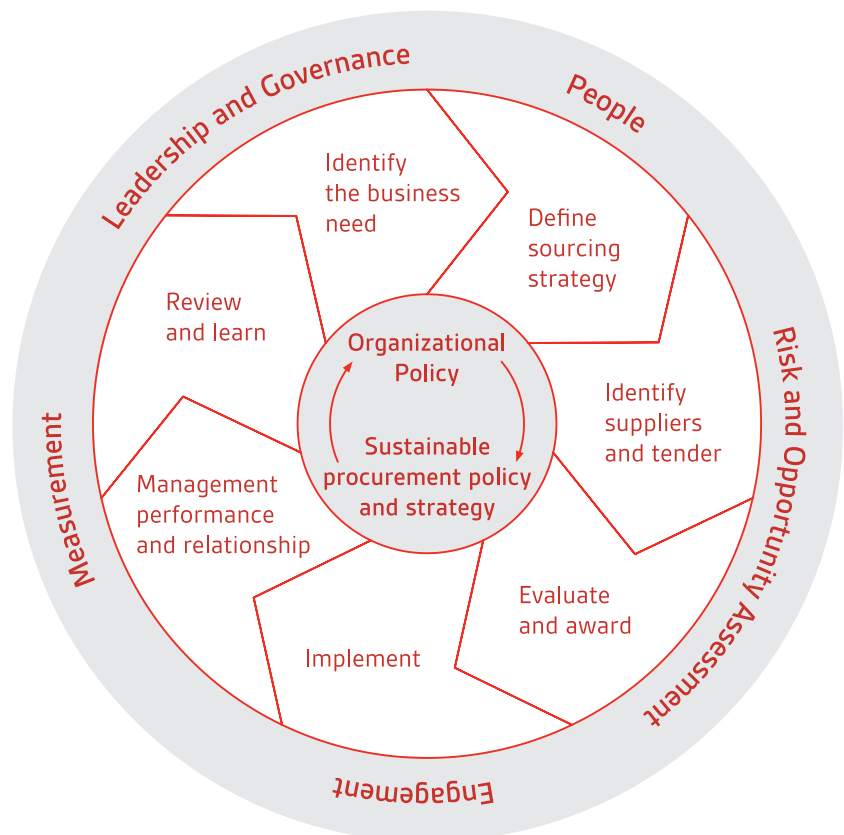 Leadership and Governance
People
Risk and Opportunity Assessment
Engagement
Measurement
Identify
the business
need
Define
sourcing
strategy
Identify
suppliers
and tender
Evaluate
and award
Implement
Management
performance
and relationship
Review
and learn
Organizational
Policy
Sustainable
procurement policy
and strategy